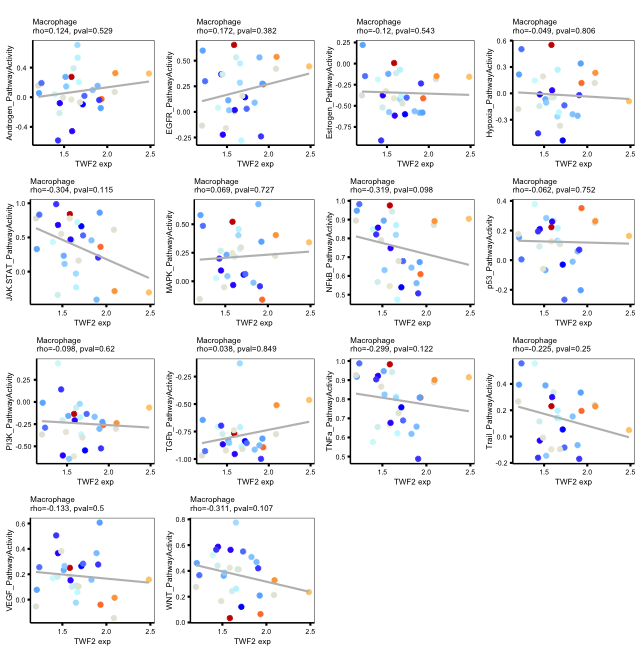 Macrophage
rho=0.124, pval=0.529
Androgen_PathwayActivity
0.4
0.0
-0.4
1.5
2.0
2.5
TWF2 exp
Macrophage
rho=0.172, pval=0.382
EGFR_PathwayActivity
0.50
0.25
0.00
-0.25
1.5
2.0
2.5
TWF2 exp
Macrophage
rho=-0.12, pval=0.543
Estrogen_PathwayActivity
0.25
0.00
-0.25
-0.50
-0.75
1.5
2.0
2.5
TWF2 exp
Macrophage
rho=-0.049, pval=0.806
Hypoxia_PathwayActivity
0.6
0.3
0.0
-0.3
1.5
2.0
2.5
TWF2 exp
Macrophage
rho=-0.304, pval=0.115
JAK-STAT_PathwayActivity
1.0
0.5
0.0
1.5
2.0
2.5
TWF2 exp
Macrophage
rho=0.069, pval=0.727
MAPK_PathwayActivity
0.50
0.25
0.00
1.5
2.0
2.5
TWF2 exp
Macrophage
rho=-0.319, pval=0.098
NFkB_PathwayActivity
1.0
0.9
0.8
0.7
0.6
0.5
1.5
2.0
2.5
TWF2 exp
Macrophage
rho=-0.062, pval=0.752
p53_PathwayActivity
0.4
0.2
0.0
-0.2
1.5
2.0
2.5
TWF2 exp
Macrophage
rho=-0.098, pval=0.62
PI3K_PathwayActivity
0.25
0.00
-0.25
-0.50
1.5
2.0
2.5
TWF2 exp
Macrophage
rho=0.038, pval=0.849
TGFb_PathwayActivity
-0.25
-0.50
-0.75
-1.00
1.5
2.0
2.5
TWF2 exp
Macrophage
rho=-0.299, pval=0.122
TNFa_PathwayActivity
1.0
0.9
0.8
0.7
0.6
0.5
1.5
2.0
2.5
TWF2 exp
Macrophage
rho=-0.225, pval=0.25
Trail_PathwayActivity
0.4
0.2
0.0
-0.2
1.5
2.0
2.5
TWF2 exp
Macrophage
rho=-0.133, pval=0.5
VEGF_PathwayActivity
0.6
0.4
0.2
0.0
1.5
2.0
2.5
TWF2 exp
Macrophage
rho=-0.311, pval=0.107
WNT_PathwayActivity
0.8
0.6
0.4
0.2
0.0
1.5
2.0
2.5
TWF2 exp